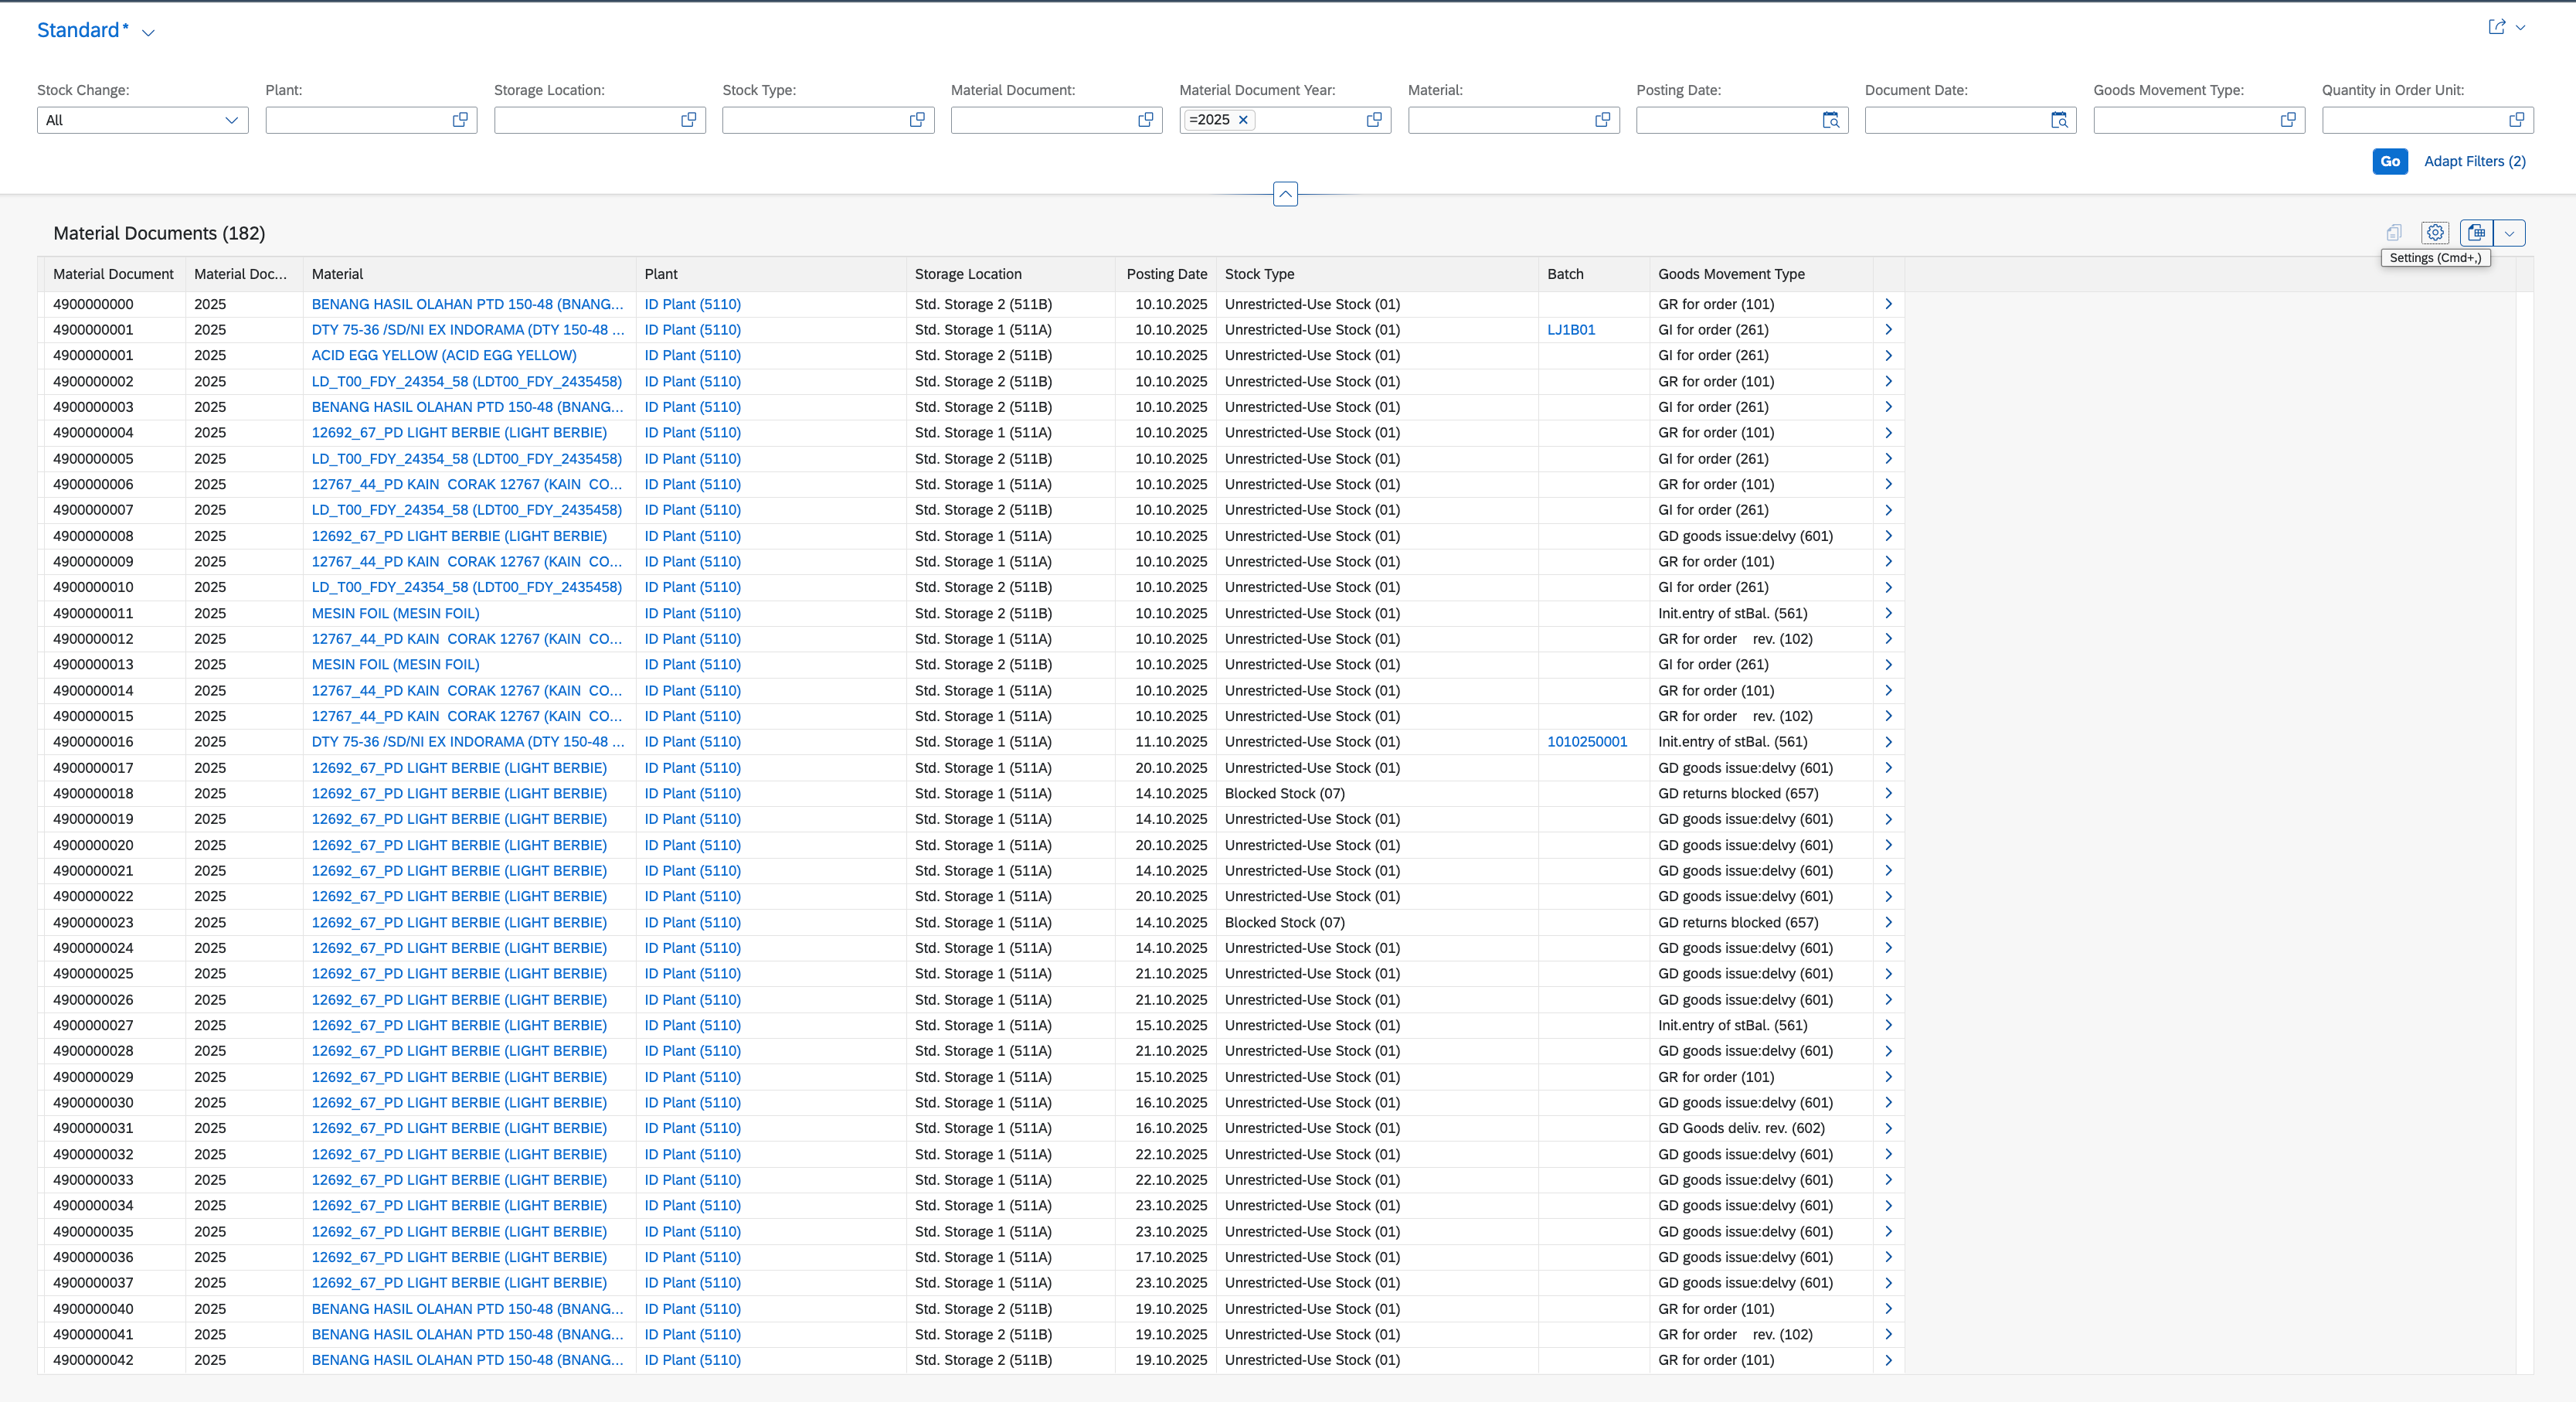 Standard*
Stock Change: Plant: Storage Location: Stock Type: Material Document: Material Document Year: Material: Posting Date: Document Date: Goods Movement Type: Quantity in Order Unit:
All =2025
Go Adapt Filters (2)
Material Documents (182)
Settings (Cmd+,)
Material Document Material Doc... Material Plant Storage Location Posting Date Stock Type Batch Goods Movement Type
4900000000 2025 BENANG HASIL OLAHAN PTD 150-48 (BNANG... ID Plant (5110) Std. Storage 2 (511B) 10.10.2025 Unrestricted-Use Stock (01) GR for order (101)
4900000001 2025 DTY 75-36 /SD/NI EX INDORAMA (DTY 150-48 ... ID Plant (5110) Std. Storage 1 (511A) 10.10.2025 Unrestricted-Use Stock (01) LJ1B01 GI for order (261)
4900000001 2025 ACID EGG YELLOW (ACID EGG YELLOW) ID Plant (5110) Std. Storage 2 (511B) 10.10.2025 Unrestricted-Use Stock (01) GI for order (261)
4900000002 2025 LD_T00_FDY_24354_58 (LDT00_FDY_2435458) ID Plant (5110) Std. Storage 2 (511B) 10.10.2025 Unrestricted-Use Stock (01) GR for order (101)
4900000003 2025 BENANG HASIL OLAHAN PTD 150-48 (BNANG... ID Plant (5110) Std. Storage 2 (511B) 10.10.2025 Unrestricted-Use Stock (01) GI for order (261)
4900000004 2025 12692_67_PD LIGHT BERBIE (LIGHT BERBIE) ID Plant (5110) Std. Storage 1 (511A) 10.10.2025 Unrestricted-Use Stock (01) GR for order (101)
4900000005 2025 LD_T00_FDY_24354_58 (LDT00_FDY_2435458) ID Plant (5110) Std. Storage 2 (511B) 10.10.2025 Unrestricted-Use Stock (01) GI for order (261)
4900000006 2025 12767_44_PD KAIN  CORAK 12767 (KAIN  CO... ID Plant (5110) Std. Storage 1 (511A) 10.10.2025 Unrestricted-Use Stock (01) GR for order (101)
4900000007 2025 LD_T00_FDY_24354_58 (LDT00_FDY_2435458) ID Plant (5110) Std. Storage 2 (511B) 10.10.2025 Unrestricted-Use Stock (01) GI for order (261)
4900000008 2025 12692_67_PD LIGHT BERBIE (LIGHT BERBIE) ID Plant (5110) Std. Storage 1 (511A) 10.10.2025 Unrestricted-Use Stock (01) GD goods issue:delvy (601)
4900000009 2025 12767_44_PD KAIN  CORAK 12767 (KAIN  CO... ID Plant (5110) Std. Storage 1 (511A) 10.10.2025 Unrestricted-Use Stock (01) GR for order (101)
4900000010 2025 LD_T00_FDY_24354_58 (LDT00_FDY_2435458) ID Plant (5110) Std. Storage 2 (511B) 10.10.2025 Unrestricted-Use Stock (01) GI for order (261)
4900000011 2025 MESIN FOIL (MESIN FOIL) ID Plant (5110) Std. Storage 2 (511B) 10.10.2025 Unrestricted-Use Stock (01) Init.entry of stBal. (561)
4900000012 2025 12767_44_PD KAIN  CORAK 12767 (KAIN  CO... ID Plant (5110) Std. Storage 1 (511A) 10.10.2025 Unrestricted-Use Stock (01) GR for order    rev. (102)
4900000013 2025 MESIN FOIL (MESIN FOIL) ID Plant (5110) Std. Storage 2 (511B) 10.10.2025 Unrestricted-Use Stock (01) GI for order (261)
4900000014 2025 12767_44_PD KAIN  CORAK 12767 (KAIN  CO... ID Plant (5110) Std. Storage 1 (511A) 10.10.2025 Unrestricted-Use Stock (01) GR for order (101)
4900000015 2025 12767_44_PD KAIN  CORAK 12767 (KAIN  CO... ID Plant (5110) Std. Storage 1 (511A) 10.10.2025 Unrestricted-Use Stock (01) GR for order    rev. (102)
4900000016 2025 DTY 75-36 /SD/NI EX INDORAMA (DTY 150-48 ... ID Plant (5110) Std. Storage 1 (511A) 11.10.2025 Unrestricted-Use Stock (01) 1010250001 Init.entry of stBal. (561)
4900000017 2025 12692_67_PD LIGHT BERBIE (LIGHT BERBIE) ID Plant (5110) Std. Storage 1 (511A) 20.10.2025 Unrestricted-Use Stock (01) GD goods issue:delvy (601)
4900000018 2025 12692_67_PD LIGHT BERBIE (LIGHT BERBIE) ID Plant (5110) Std. Storage 1 (511A) 14.10.2025 Blocked Stock (07) GD returns blocked (657)
4900000019 2025 12692_67_PD LIGHT BERBIE (LIGHT BERBIE) ID Plant (5110) Std. Storage 1 (511A) 14.10.2025 Unrestricted-Use Stock (01) GD goods issue:delvy (601)
4900000020 2025 12692_67_PD LIGHT BERBIE (LIGHT BERBIE) ID Plant (5110) Std. Storage 1 (511A) 20.10.2025 Unrestricted-Use Stock (01) GD goods issue:delvy (601)
4900000021 2025 12692_67_PD LIGHT BERBIE (LIGHT BERBIE) ID Plant (5110) Std. Storage 1 (511A) 14.10.2025 Unrestricted-Use Stock (01) GD goods issue:delvy (601)
4900000022 2025 12692_67_PD LIGHT BERBIE (LIGHT BERBIE) ID Plant (5110) Std. Storage 1 (511A) 20.10.2025 Unrestricted-Use Stock (01) GD goods issue:delvy (601)
4900000023 2025 12692_67_PD LIGHT BERBIE (LIGHT BERBIE) ID Plant (5110) Std. Storage 1 (511A) 14.10.2025 Blocked Stock (07) GD returns blocked (657)
4900000024 2025 12692_67_PD LIGHT BERBIE (LIGHT BERBIE) ID Plant (5110) Std. Storage 1 (511A) 14.10.2025 Unrestricted-Use Stock (01) GD goods issue:delvy (601)
4900000025 2025 12692_67_PD LIGHT BERBIE (LIGHT BERBIE) ID Plant (5110) Std. Storage 1 (511A) 21.10.2025 Unrestricted-Use Stock (01) GD goods issue:delvy (601)
4900000026 2025 12692_67_PD LIGHT BERBIE (LIGHT BERBIE) ID Plant (5110) Std. Storage 1 (511A) 21.10.2025 Unrestricted-Use Stock (01) GD goods issue:delvy (601)
4900000027 2025 12692_67_PD LIGHT BERBIE (LIGHT BERBIE) ID Plant (5110) Std. Storage 1 (511A) 15.10.2025 Unrestricted-Use Stock (01) Init.entry of stBal. (561)
4900000028 2025 12692_67_PD LIGHT BERBIE (LIGHT BERBIE) ID Plant (5110) Std. Storage 1 (511A) 21.10.2025 Unrestricted-Use Stock (01) GD goods issue:delvy (601)
4900000029 2025 12692_67_PD LIGHT BERBIE (LIGHT BERBIE) ID Plant (5110) Std. Storage 1 (511A) 15.10.2025 Unrestricted-Use Stock (01) GR for order (101)
4900000030 2025 12692_67_PD LIGHT BERBIE (LIGHT BERBIE) ID Plant (5110) Std. Storage 1 (511A) 16.10.2025 Unrestricted-Use Stock (01) GD goods issue:delvy (601)
4900000031 2025 12692_67_PD LIGHT BERBIE (LIGHT BERBIE) ID Plant (5110) Std. Storage 1 (511A) 16.10.2025 Unrestricted-Use Stock (01) GD Goods deliv. rev. (602)
4900000032 2025 12692_67_PD LIGHT BERBIE (LIGHT BERBIE) ID Plant (5110) Std. Storage 1 (511A) 22.10.2025 Unrestricted-Use Stock (01) GD goods issue:delvy (601)
4900000033 2025 12692_67_PD LIGHT BERBIE (LIGHT BERBIE) ID Plant (5110) Std. Storage 1 (511A) 22.10.2025 Unrestricted-Use Stock (01) GD goods issue:delvy (601)
4900000034 2025 12692_67_PD LIGHT BERBIE (LIGHT BERBIE) ID Plant (5110) Std. Storage 1 (511A) 23.10.2025 Unrestricted-Use Stock (01) GD goods issue:delvy (601)
4900000035 2025 12692_67_PD LIGHT BERBIE (LIGHT BERBIE) ID Plant (5110) Std. Storage 1 (511A) 23.10.2025 Unrestricted-Use Stock (01) GD goods issue:delvy (601)
4900000036 2025 12692_67_PD LIGHT BERBIE (LIGHT BERBIE) ID Plant (5110) Std. Storage 1 (511A) 17.10.2025 Unrestricted-Use Stock (01) GD goods issue:delvy (601)
4900000037 2025 12692_67_PD LIGHT BERBIE (LIGHT BERBIE) ID Plant (5110) Std. Storage 1 (511A) 23.10.2025 Unrestricted-Use Stock (01) GD goods issue:delvy (601)
4900000040 2025 BENANG HASIL OLAHAN PTD 150-48 (BNANG... ID Plant (5110) Std. Storage 2 (511B) 19.10.2025 Unrestricted-Use Stock (01) GR for order (101)
4900000041 2025 BENANG HASIL OLAHAN PTD 150-48 (BNANG... ID Plant (5110) Std. Storage 2 (511B) 19.10.2025 Unrestricted-Use Stock (01) GR for order    rev. (102)
4900000042 2025 BENANG HASIL OLAHAN PTD 150-48 (BNANG... ID Plant (5110) Std. Storage 2 (511B) 19.10.2025 Unrestricted-Use Stock (01) GR for order (101)